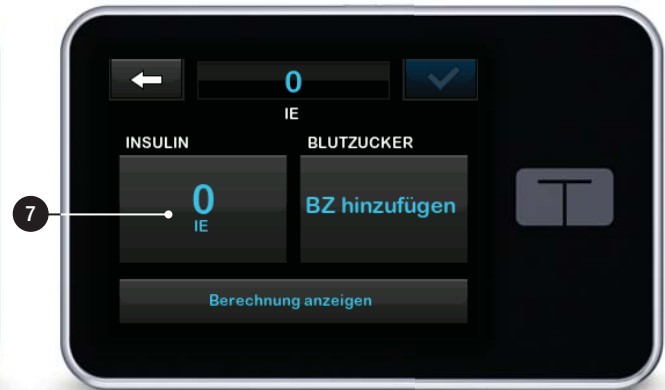 0
IE
INSULIN
BLUTZUCKER
0
IE
BZ hinzufügen
7
Berechnung anzeigen